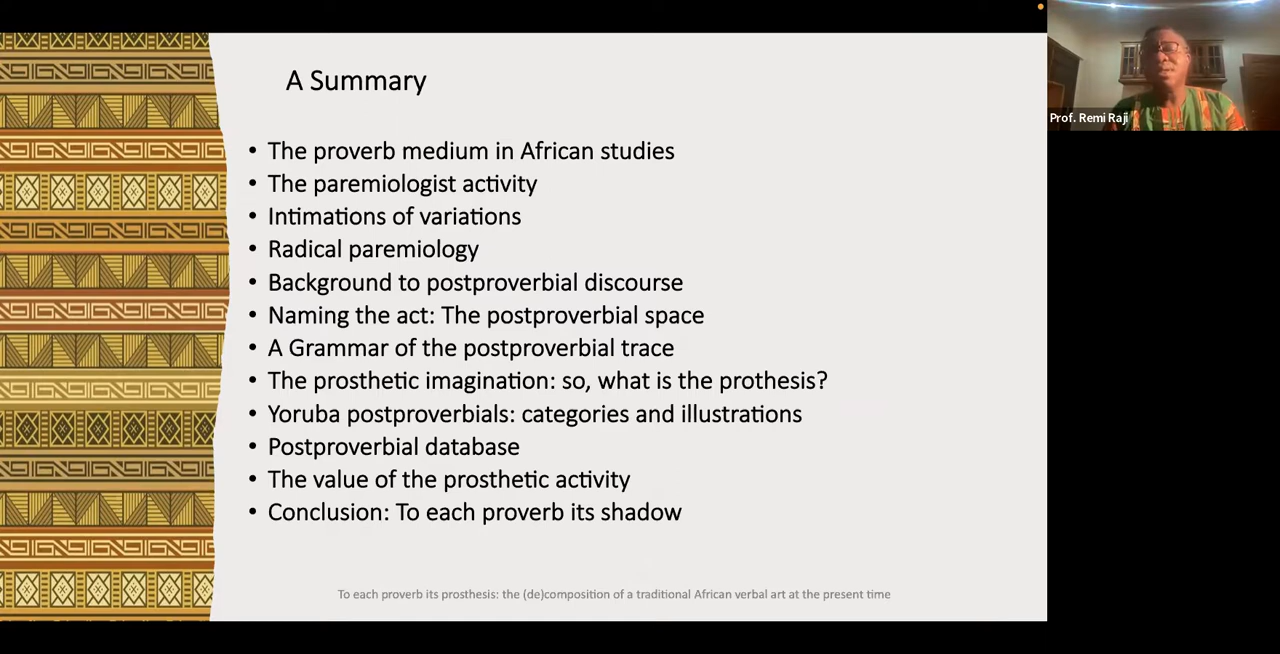 A Summary
• The proverb medium in African studies
• The paremiologist activity
• Intimations of variations
• Radical paremiology
• Background to postproverbial discourse
• Naming the act: The postproverbial space
• A Grammar of the postproverbial trace
• The prosthetic imagination: so, what is the prothesis?
• Yoruba postproverbials: categories and illustrations
• Postproverbial database
• The value of the prosthetic activity
• Conclusion: To each proverb its shadow
To each proverb its prosthesis: the (de)composition of a traditional African verbal art at the present time
Prof. Remi Raji